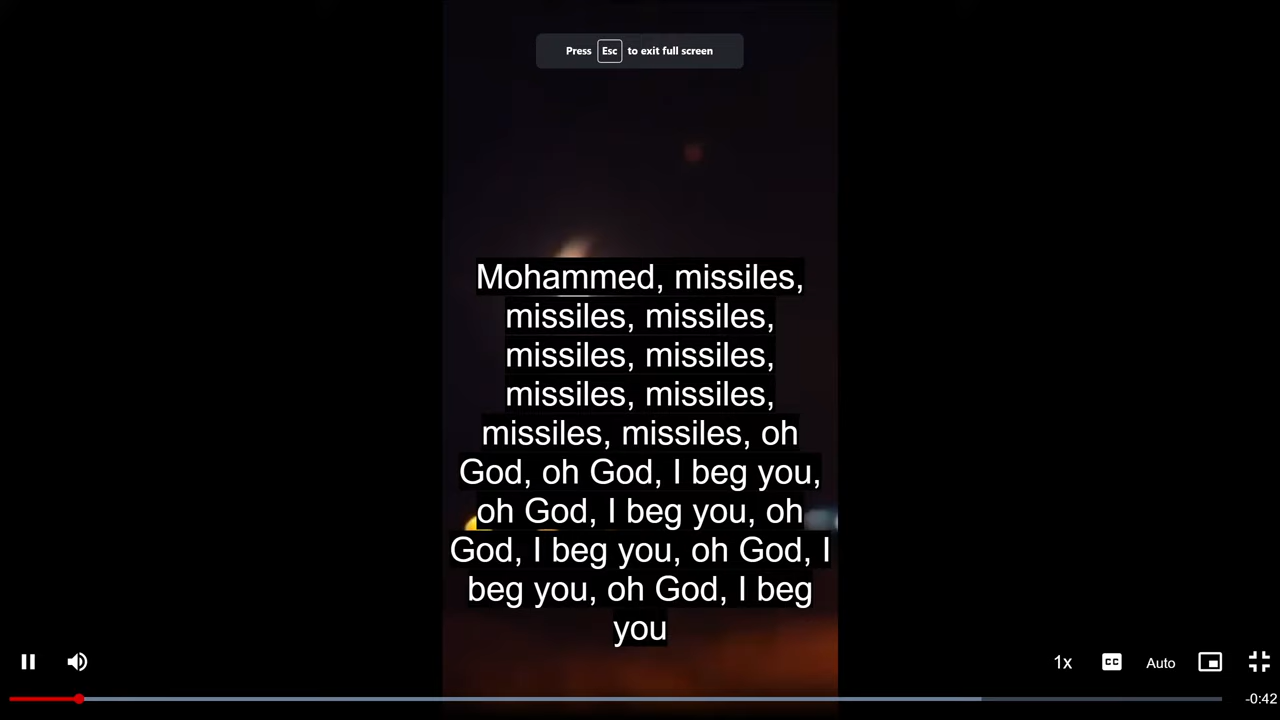 Press Esc to exit full screen
Mohammed, missiles,
missiles, missiles,
missiles, missiles,
missiles, missiles,
missiles, missiles, oh
God, oh God, I beg you,
oh God, I beg you, oh
God, I beg you, oh God, I
beg you, oh God, I beg
you
1x CC Auto
-0:42